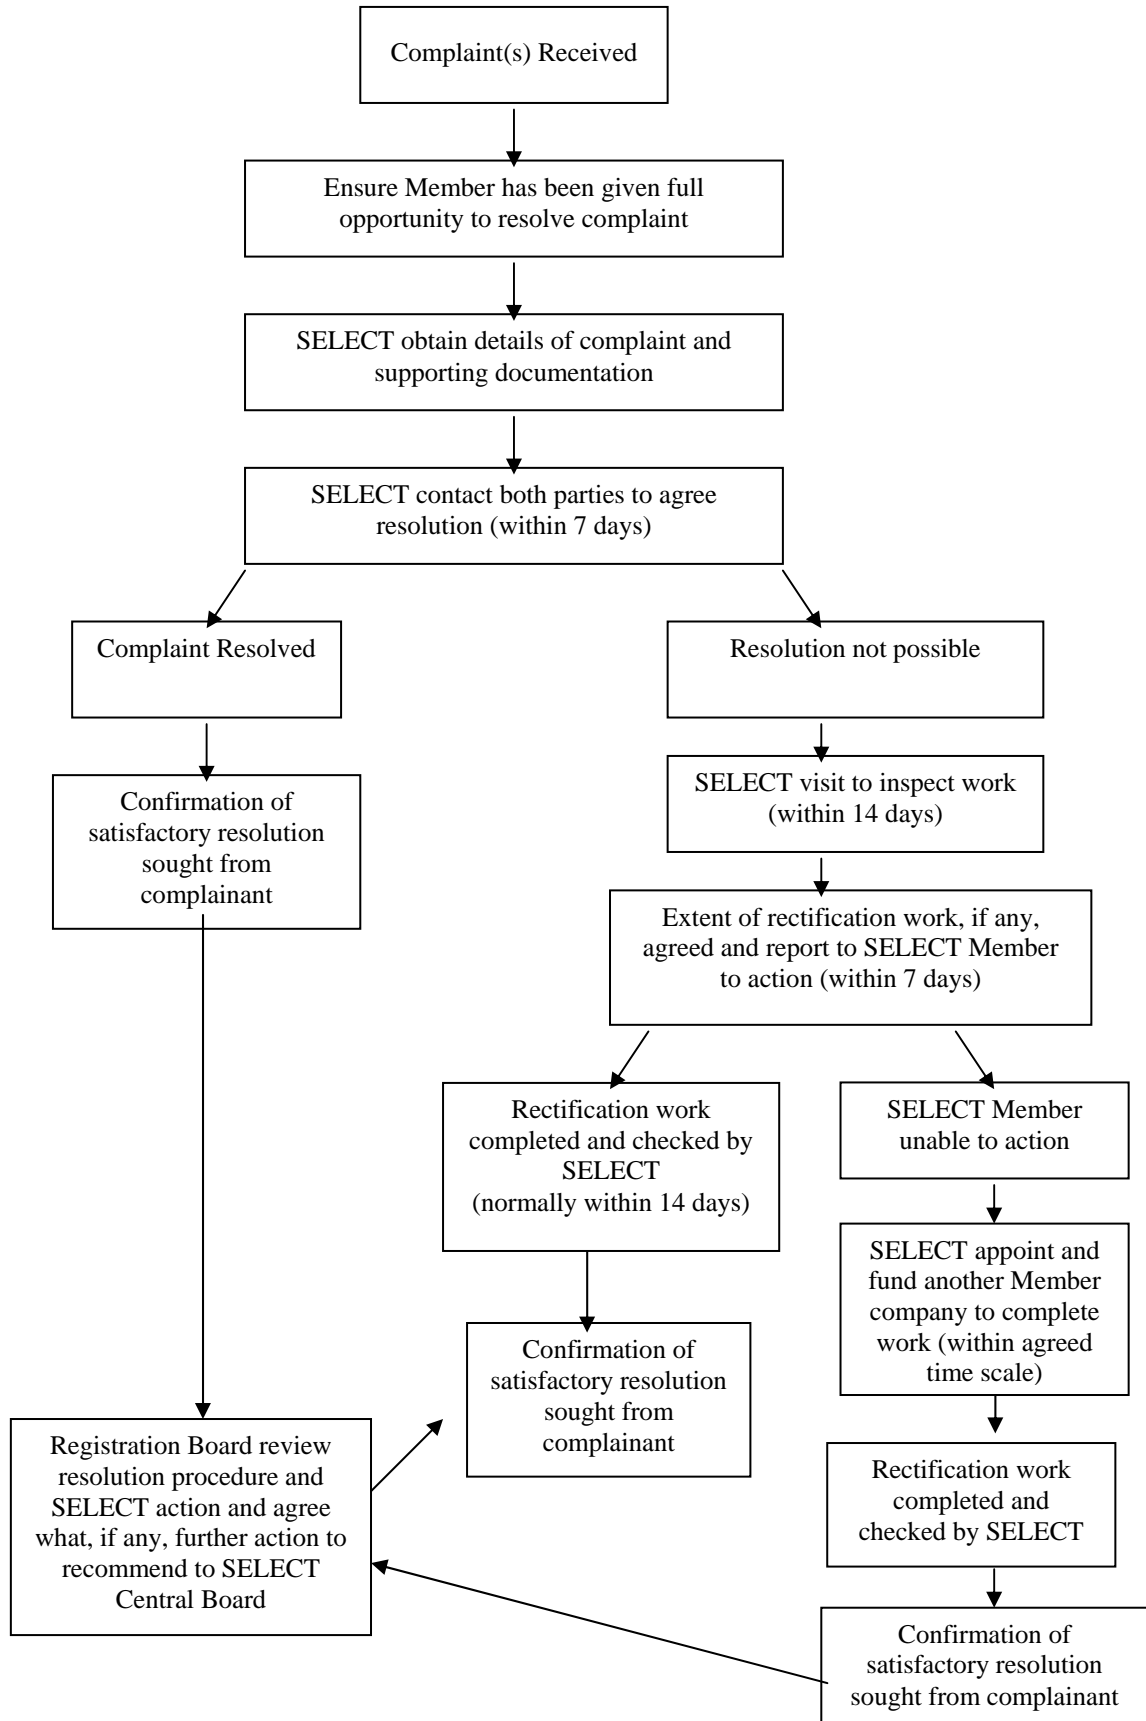 Complaint(s) Received
Ensure Member has been given full
opportunity to resolve complaint
SELECT obtain details of complaint and
supporting documentation
SELECT contact both parties to agree
resolution (within 7 days)
Complaint Resolved
Resolution not possible
Confirmation of
satisfactory resolution
sought from
complainant
SELECT visit to inspect work
(within 14 days)
Extent of rectification work, if any,
agreed and report to SELECT Member
to action (within 7 days)
Rectification work
completed and checked by
SELECT
(normally within 14 days)
SELECT Member
unable to action
SELECT appoint and
fund another Member
company to complete
work (within agreed
time scale)
Confirmation of
satisfactory resolution
sought from
complainant
Registration Board review
resolution procedure and
SELECT action and agree
what, if any, further action to
recommend to SELECT
Central Board
Rectification work
completed and
checked by SELECT
Confirmation of
satisfactory resolution
sought from complainant